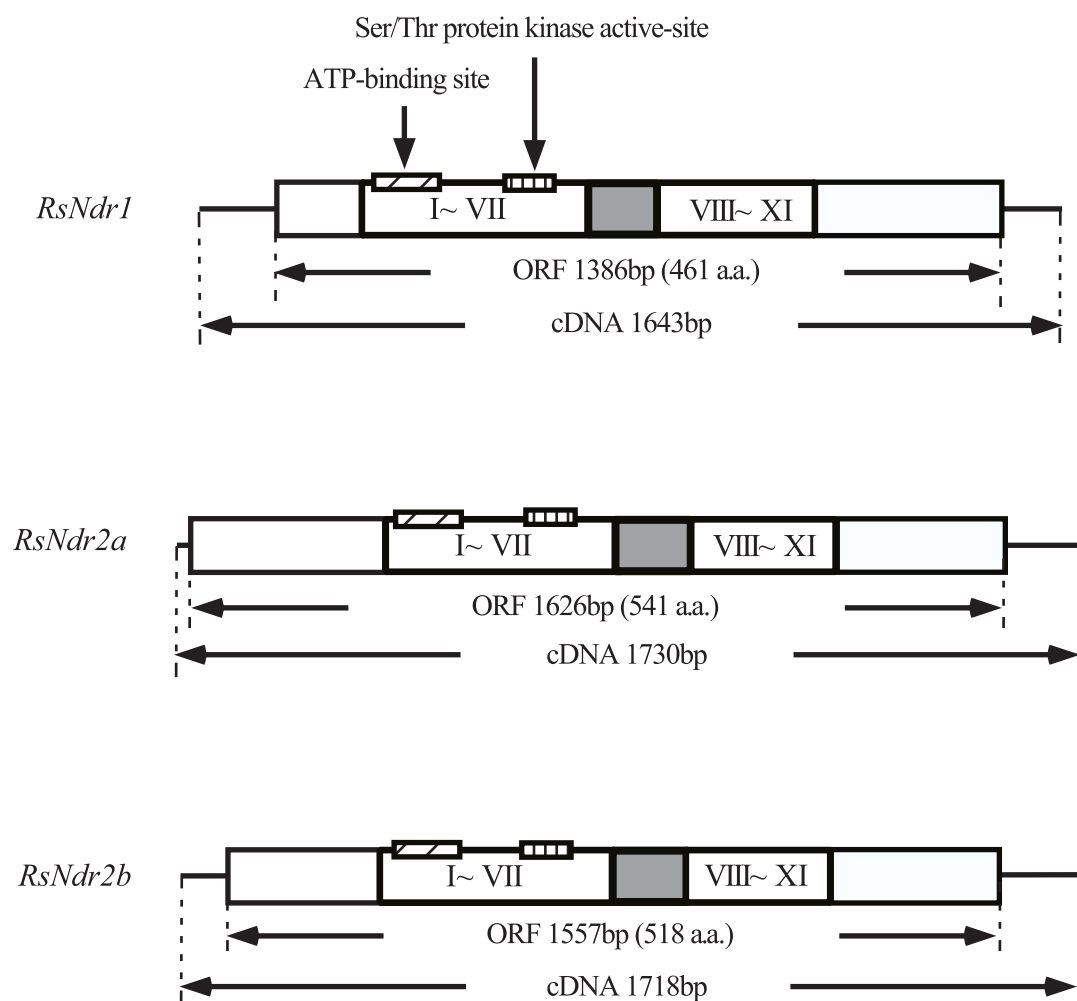 Ser/Thr protein kinase active-site
ATP-binding site
RsNdr1
I~ VII
VIII~ XI
ORF 1386bp (461 a.a.)
cDNA 1643bp
RsNdr2a
I~ VII
VIII~ XI
ORF 1626bp (541 a.a.)
cDNA 1730bp
RsNdr2b
I~ VII
VIII~ XI
ORF 1557bp (518 a.a.)
cDNA 1718bp